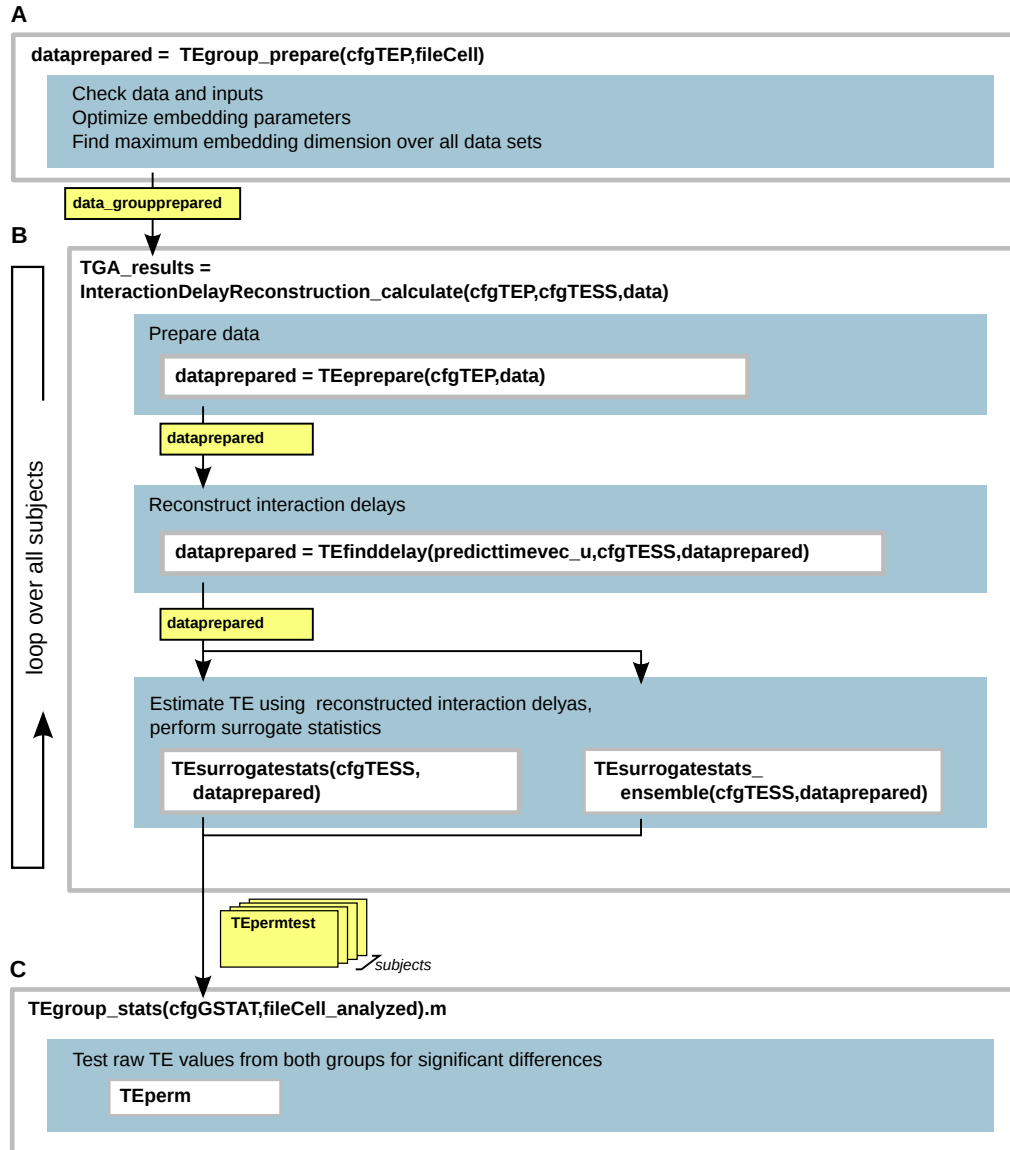 A
dataprepared = TEgroup_prepare(cfgTEP,fileCell)
Check data and inputs
Optimize embedding parameters
Find maximum embedding dimension over all data sets
data_groupprepared
B
loop over all subjects
TGA_results =
InteractionDelayReconstruction_calculate(cfgTEP,cfgTESS,data)
Prepare data
dataprepared = TEeprepare(cfgTEP,data)
dataprepared
Reconstruct interaction delays
dataprepared = TEfinddelay(predicttimevec_u,cfgTESS,dataprepared)
dataprepared
Estimate TE using reconstructed interaction delyas,
perform surrogate statistics
TEsurrogatestats(cfgTESS,
dataprepared)
TEsurrogatestats_
ensemble(cfgTESS,dataprepared)
TEpermtest
subjects
C
TEgroup_stats(cfgGSTAT,fileCell_analyzed).m
Test raw TE values from both groups for significant differences
TEperm